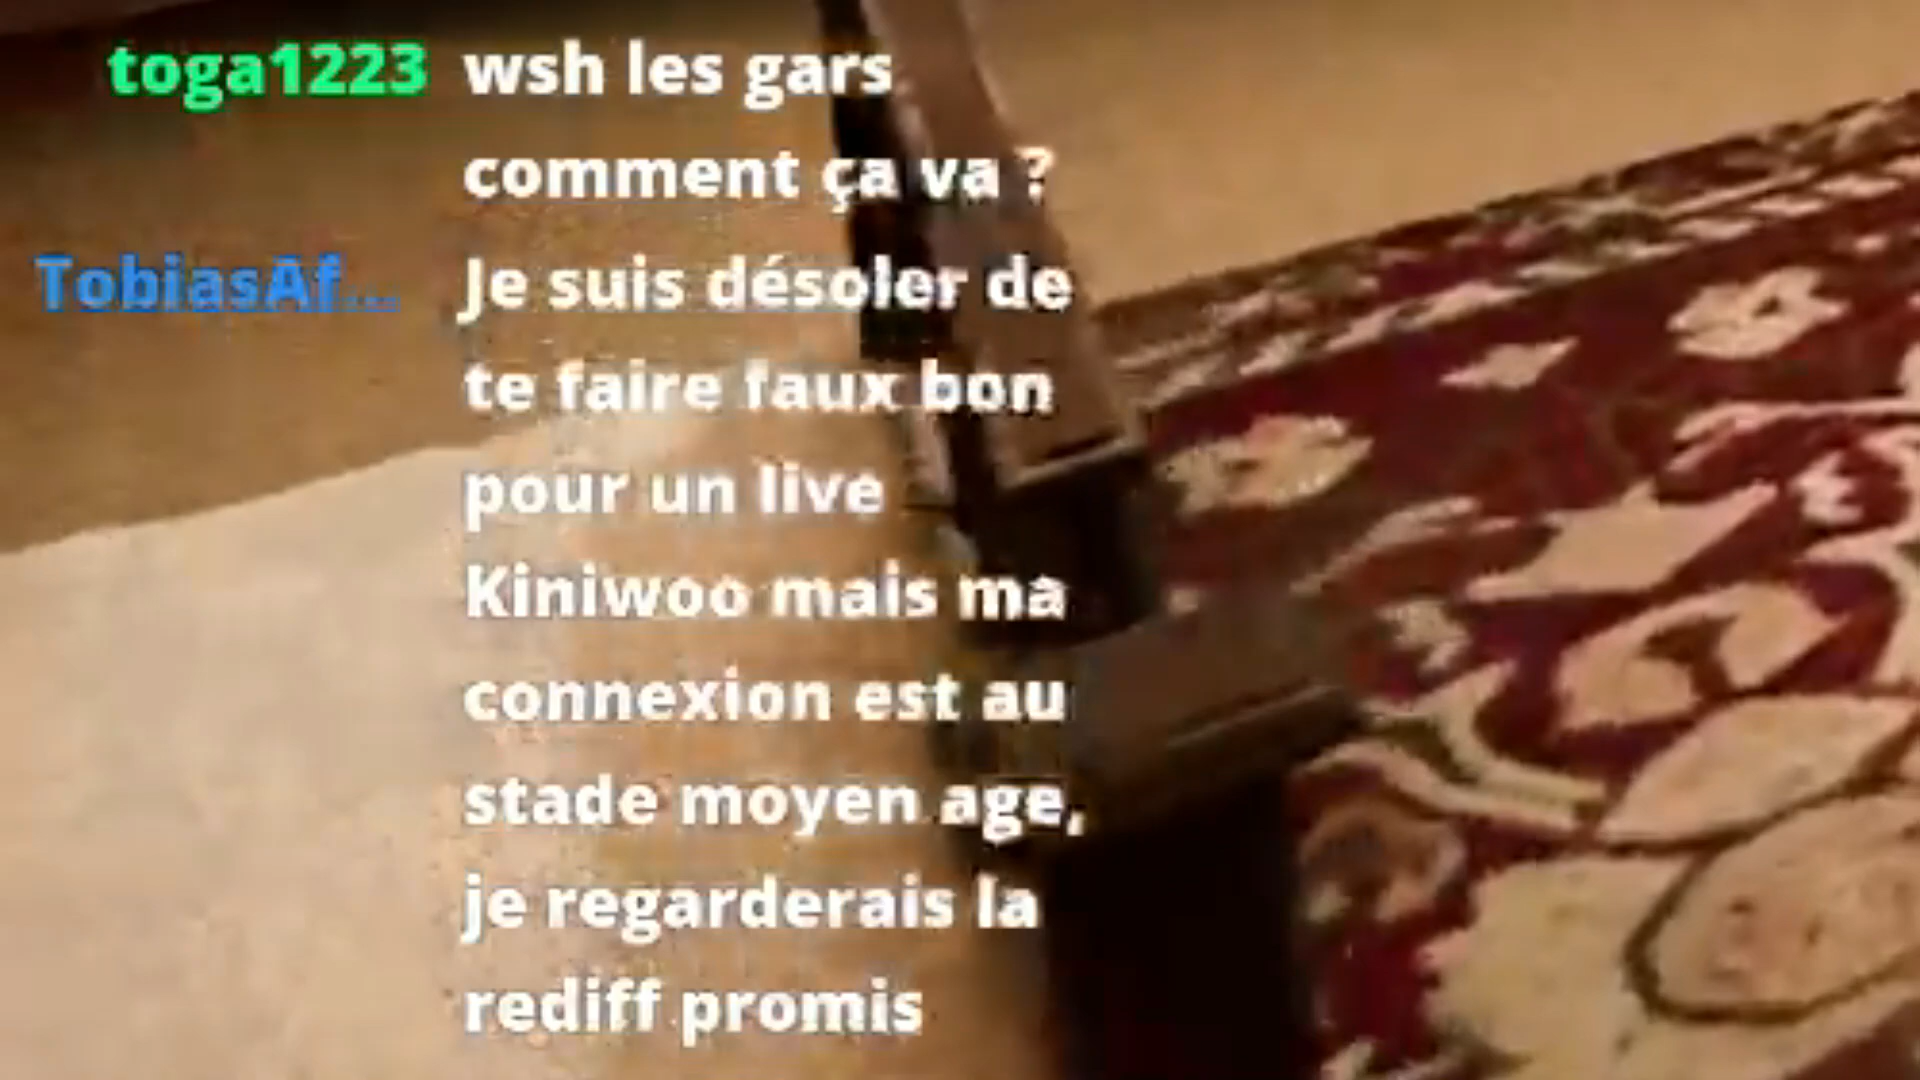 toga1223 wsh les gars
comment ça va ?
TobiasAf... Je suis désoler de
te faire faux bon
pour un live
Kiniwoo mais ma
connexion est au
stade moyen age,
je regarderais la
rediff promis